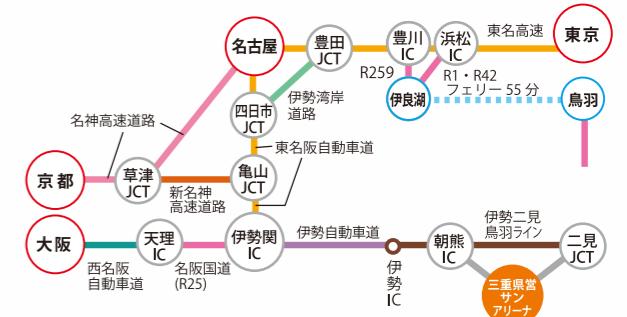 名古屋
豊田
JCT
豊川
IC
浜松
IC
東名高速
東京
R259
R1・R42
フェリー 55 分
伊良湖
鳥羽
四日市
JCT
伊勢湾岸
道路
名神高速道路
東名阪自動車道
京都
草津
JCT
新名神
高速道路
亀山
JCT
大阪
西名阪
自動車道
天理
IC
名阪国道
(R25)
伊勢関
IC
伊勢自動車道
伊勢IC
朝熊
IC
伊勢二見
鳥羽ライン
二見
JCT
三重県営
サン
アリーナ